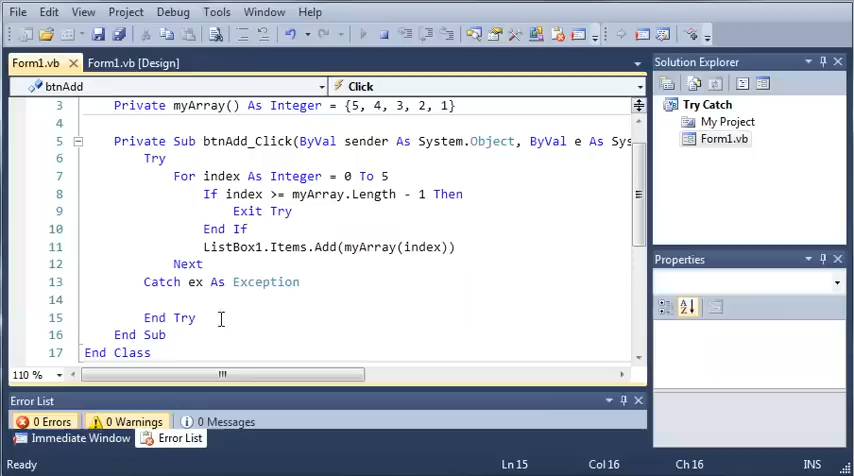 File Edit View Project Debug Tools Window Help
Form1.vb Form1.vb [Design]
btnAdd Click
3 Private myArray() As Integer = {5, 4, 3, 2, 1}
4
5 Private Sub btnAdd_Click(ByVal sender As System.Object, ByVal e As Sys
6 Try
7 For index As Integer = 0 To 5
8 If index >= myArray.Length - 1 Then
9 Exit Try
10 End If
11 ListBox1.Items.Add(myArray(index))
12 Next
13 Catch ex As Exception
14
15 End Try
16 End Sub
17 End Class
110 %
Solution Explorer
Try Catch
My Project
Form1.vb
Properties
Error List
0 Errors 0 Warnings 0 Messages
Immediate Window Error List
Ready Ln 15 Col 16 Ch 16 INS